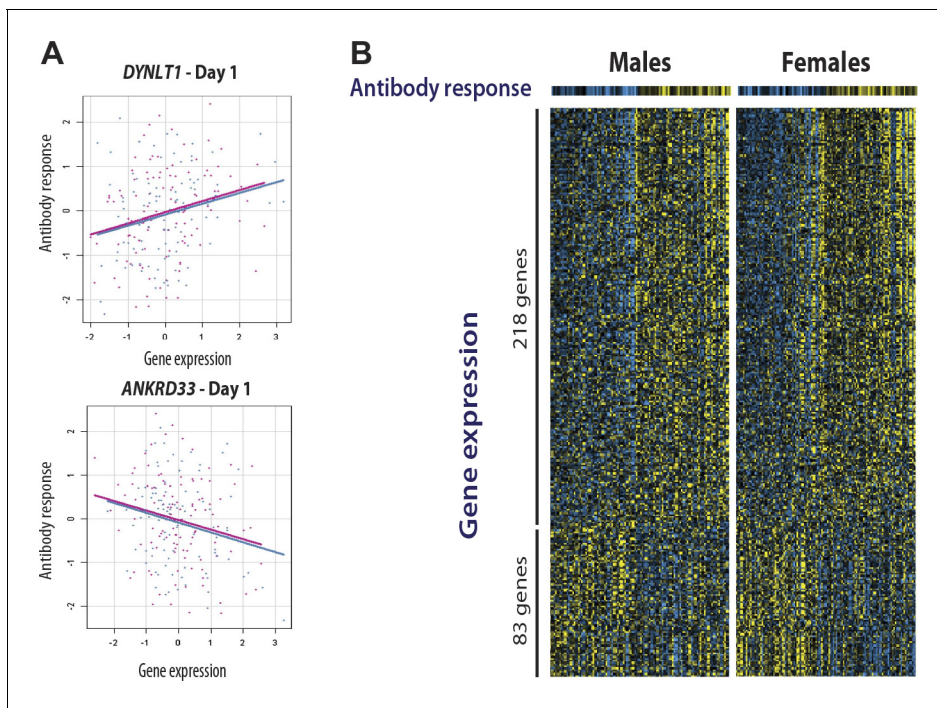 A
DYNLT1 - Day 1
Antibody response
2
1
0
-1
-2
-2
-1
0
1
2
3
Gene expression
ANKRD33 - Day 1
Antibody response
2
1
0
-1
-2
-2
-1
0
1
2
3
Gene expression
B
Males
Females
Antibody response
Gene expression
218 genes
83 genes